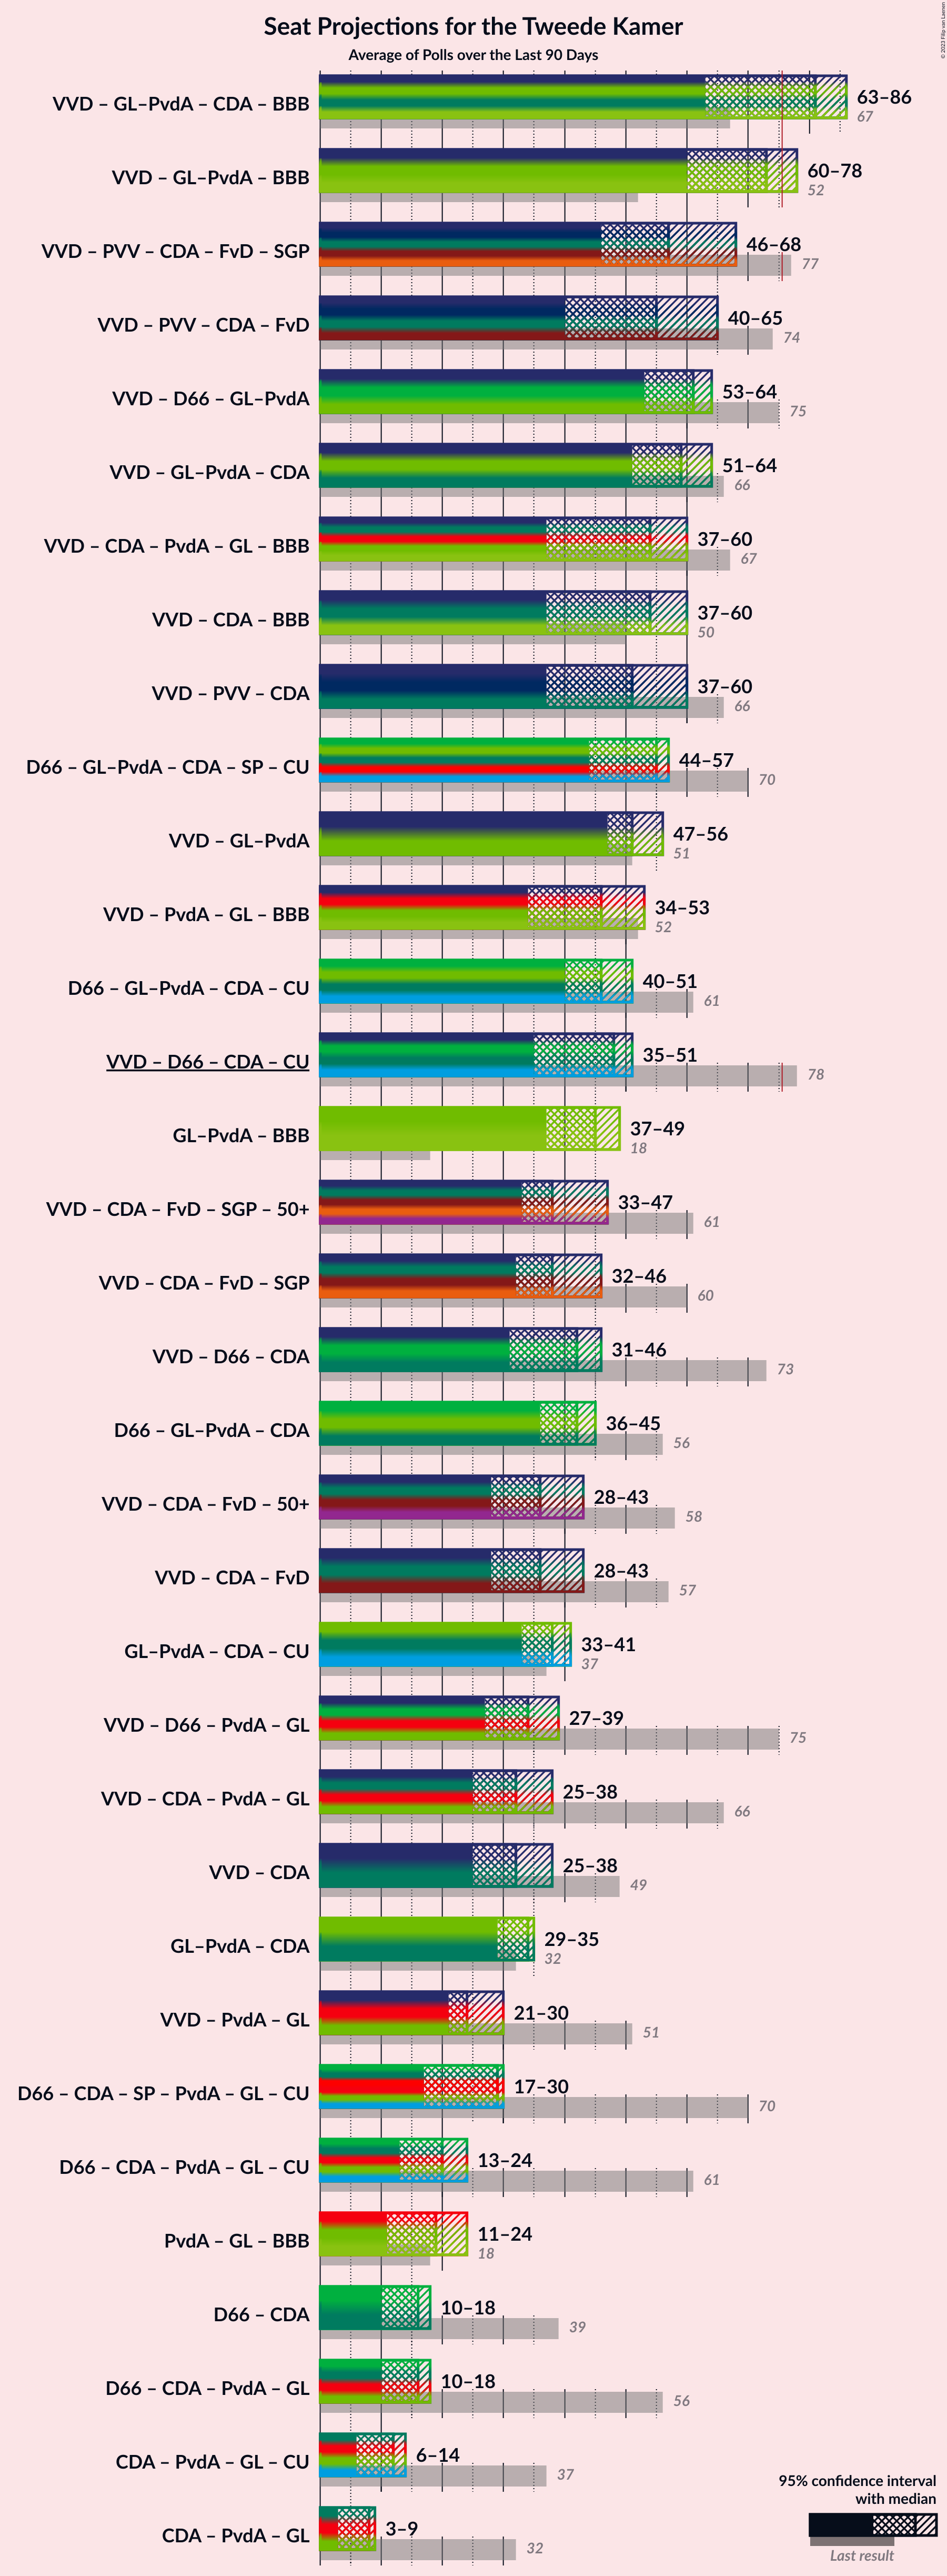 © 2023 Filip van Laenen
Seat Projections for the Tweede Kamer
Average of Polls over the Last 90 Days
VVD – GL–PvdA – CDA – BBB 63–86
67
VVD – GL–PvdA – BBB 60–78
52
VVD – PVV – CDA – FvD – SGP 46–68
77
VVD – PVV – CDA – FvD 40–65
74
VVD – D66 – GL–PvdA 53–64
75
VVD – GL–PvdA – CDA 51–64
66
VVD – CDA – PvdA – GL – BBB 37–60
67
VVD – CDA – BBB 37–60
50
VVD – PVV – CDA 37–60
66
D66 – GL–PvdA – CDA – SP – CU 44–57
70
VVD – GL–PvdA 47–56
51
VVD – PvdA – GL – BBB 34–53
52
D66 – GL–PvdA – CDA – CU 40–51
61
VVD – D66 – CDA – CU 35–51
78
GL–PvdA – BBB 37–49
18
VVD – CDA – FvD – SGP – 50+ 33–47
61
VVD – CDA – FvD – SGP 32–46
60
VVD – D66 – CDA 31–46
73
D66 – GL–PvdA – CDA 36–45
56
VVD – CDA – FvD – 50+ 28–43
58
VVD – CDA – FvD 28–43
57
GL–PvdA – CDA – CU 33–41
37
VVD – D66 – PvdA – GL 27–39
75
VVD – CDA – PvdA – GL 25–38
66
VVD – CDA 25–38
49
GL–PvdA – CDA 29–35
32
VVD – PvdA – GL 21–30
51
D66 – CDA – SP – PvdA – GL – CU 17–30
70
D66 – CDA – PvdA – GL – CU 13–24
61
PvdA – GL – BBB 11–24
18
D66 – CDA 10–18
39
D66 – CDA – PvdA – GL 10–18
56
CDA – PvdA – GL – CU 6–14
37
CDA – PvdA – GL 3–9
32
95% confidence interval
with median
Last result